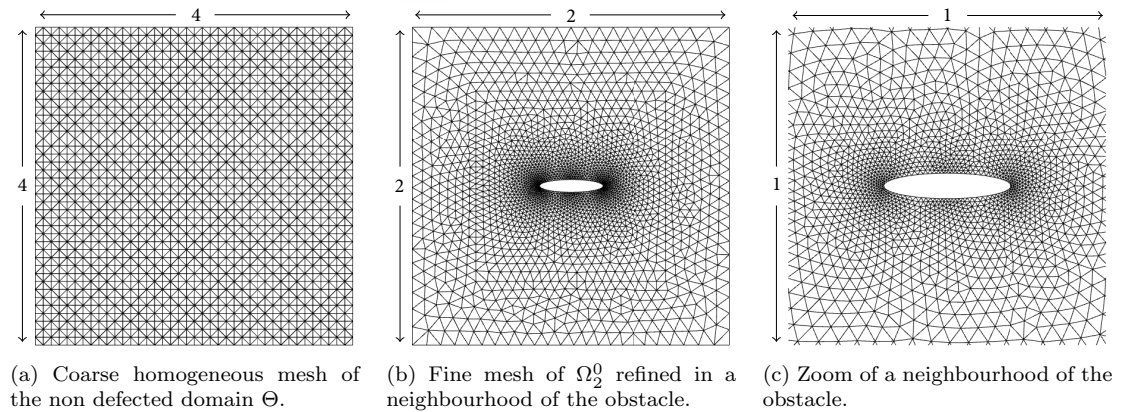 4
2
1
4
2
1
(a) Coarse homogeneous mesh of
the non defected domain Θ.
(b) Fine mesh of Ω₂⁰ refined in a
neighbourhood of the obstacle.
(c) Zoom of a neighbourhood of the
obstacle.